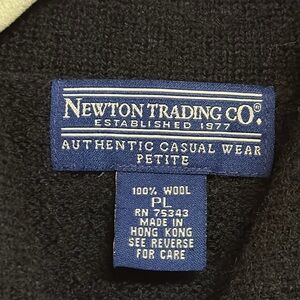 NEWTON TRADING CO.®
ESTABLISHED 1977
AUTHENTIC CASUAL WEAR
PETITE
100% WOOL
PL
RN 75343
MADE IN
HONG KONG
SEE REVERSE
FOR CARE